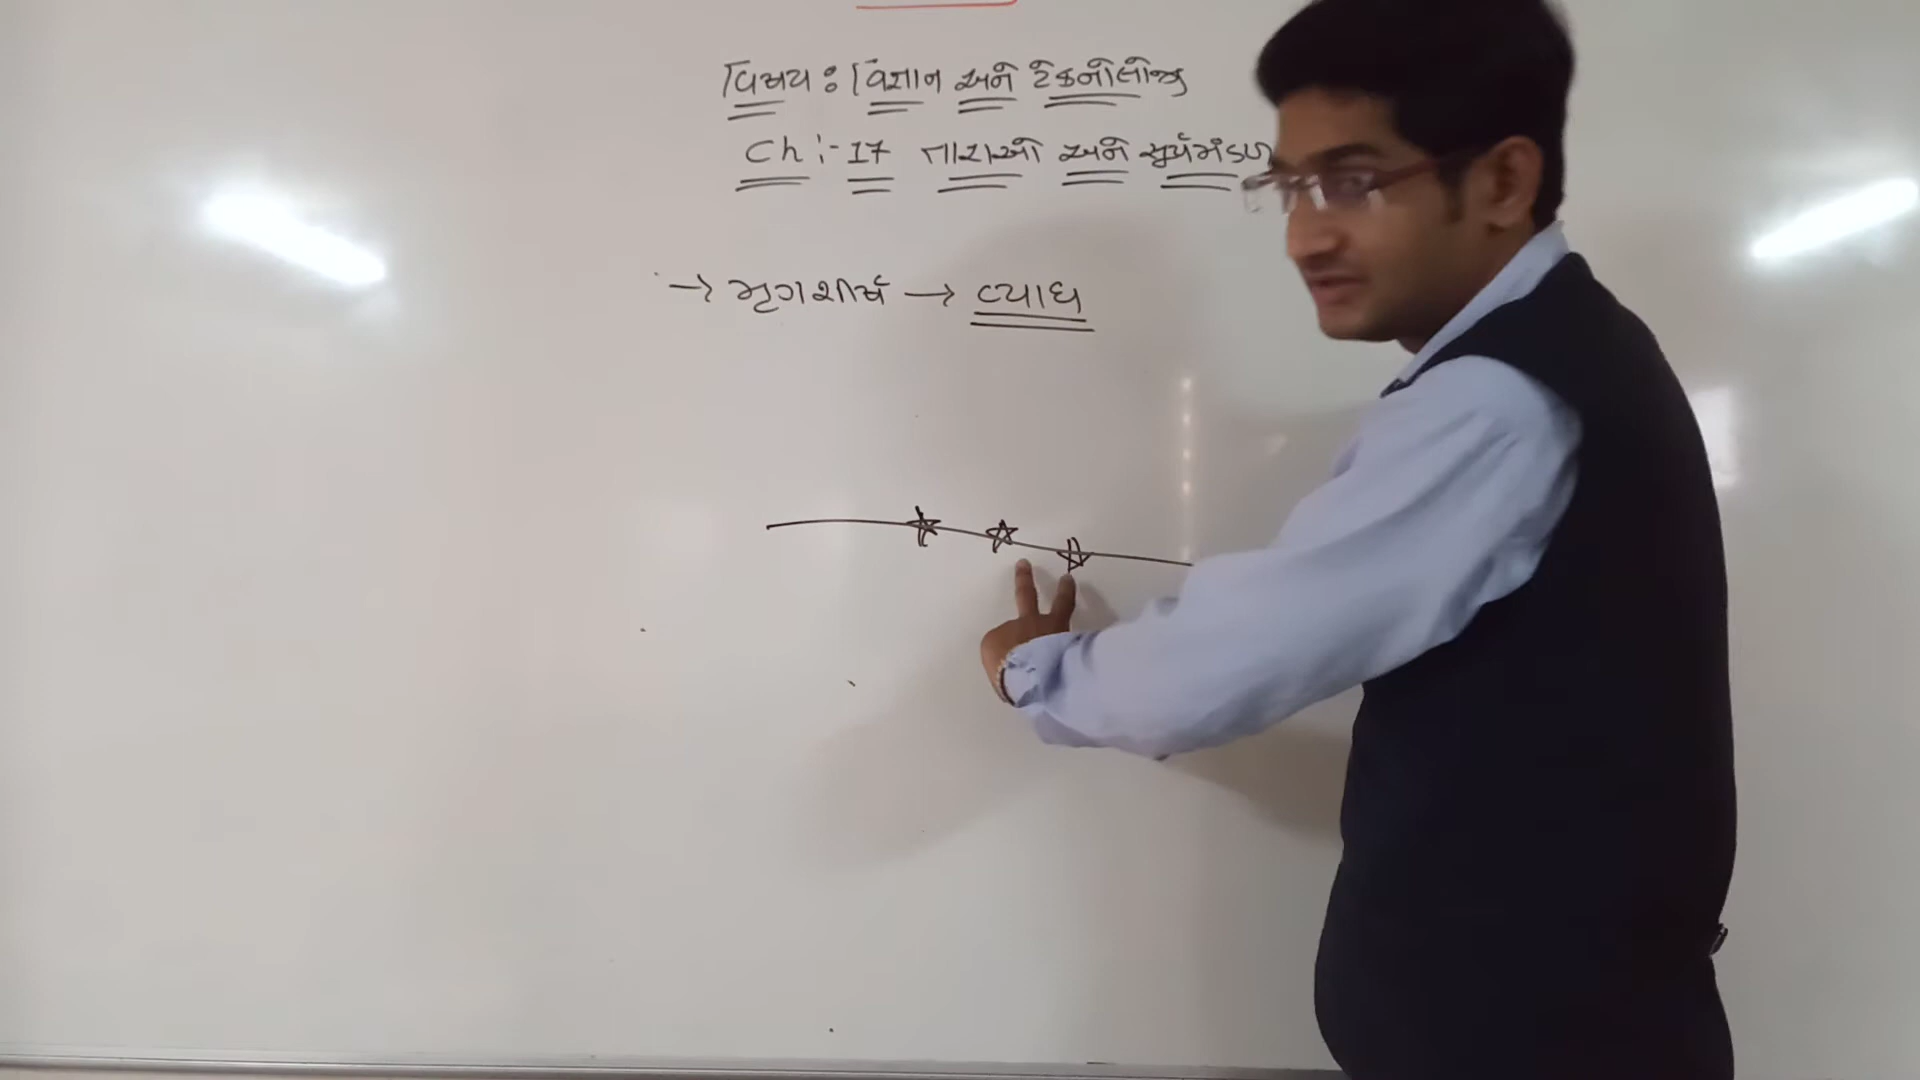 વિષય : વિજ્ઞાન અને ટેકનોલોજી
Ch :- 17 તારાઓ અને સૂર્યમંડળ
→ મૃગશીર્ષ → વ્યાધ